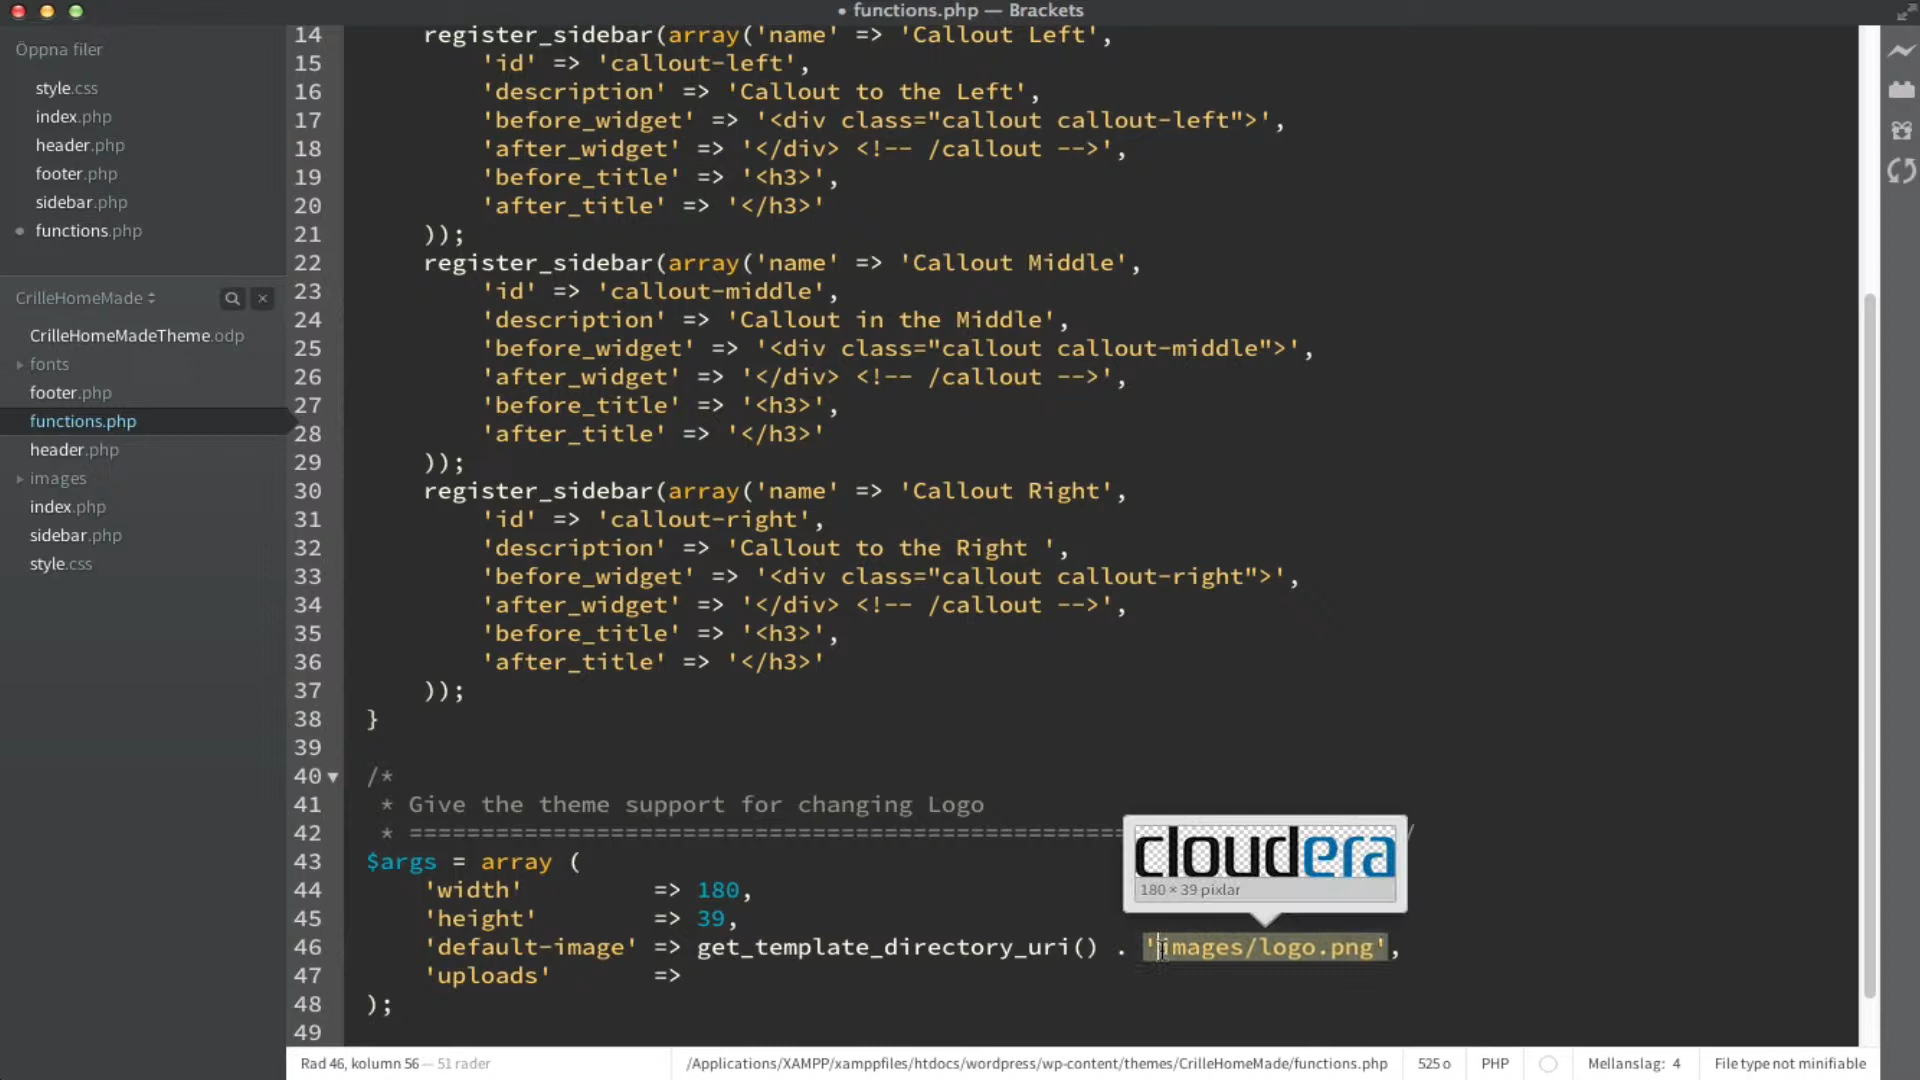 • functions.php — Brackets
Öppna filer
style.css
index.php
header.php
footer.php
sidebar.php
functions.php
CrilleHomeMade
CrilleHomeMadeTheme.odp
fonts
footer.php
functions.php
header.php
images
index.php
sidebar.php
style.css
14 register_sidebar(array('name' => 'Callout Left',
15 'id' => 'callout-left',
16 'description' => 'Callout to the Left',
17 'before_widget' => '<div class="callout callout-left">',
18 'after_widget' => '</div> <!-- /callout -->',
19 'before_title' => '<h3>',
20 'after_title' => '</h3>'
21 ));
22 register_sidebar(array('name' => 'Callout Middle',
23 'id' => 'callout-middle',
24 'description' => 'Callout in the Middle',
25 'before_widget' => '<div class="callout callout-middle">',
26 'after_widget' => '</div> <!-- /callout -->',
27 'before_title' => '<h3>',
28 'after_title' => '</h3>'
29 ));
30 register_sidebar(array('name' => 'Callout Right',
31 'id' => 'callout-right',
32 'description' => 'Callout to the Right ',
33 'before_widget' => '<div class="callout callout-right">',
34 'after_widget' => '</div> <!-- /callout -->',
35 'before_title' => '<h3>',
36 'after_title' => '</h3>'
37 ));
38 }
39
40 /*
41 * Give the theme support for changing Logo
42 * ================================================= /
cloudera
180 × 39 pixlar
43 $args = array (
44 'width' => 180,
45 'height' => 39,
46 'default-image' => get_template_directory_uri() . 'images/logo.png',
47 'uploads' =>
48 );
49
Rad 46, kolumn 56 — 51 rader
/Applications/XAMPP/xamppfiles/htdocs/wordpress/wp-content/themes/CrilleHomeMade/functions.php
525 o
PHP
Mellanslag: 4
File type not minifiable